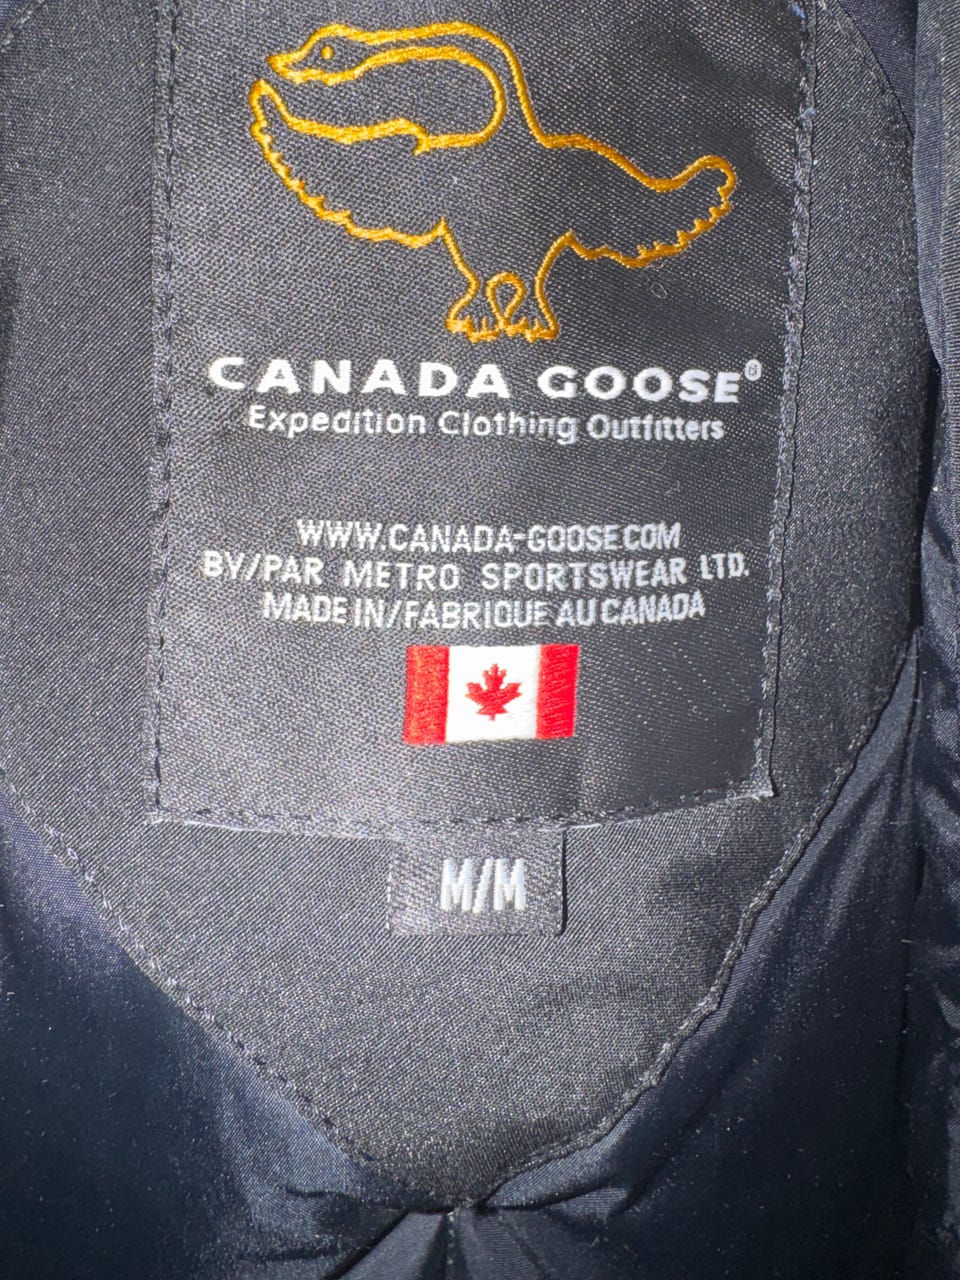 CANADA GOOSE®
Expedition Clothing Outfitters
WWW.CANADA-GOOSE.COM
BY/PAR METRO SPORTSWEAR LTD.
MADE IN/FABRIQUE AU CANADA
M/M